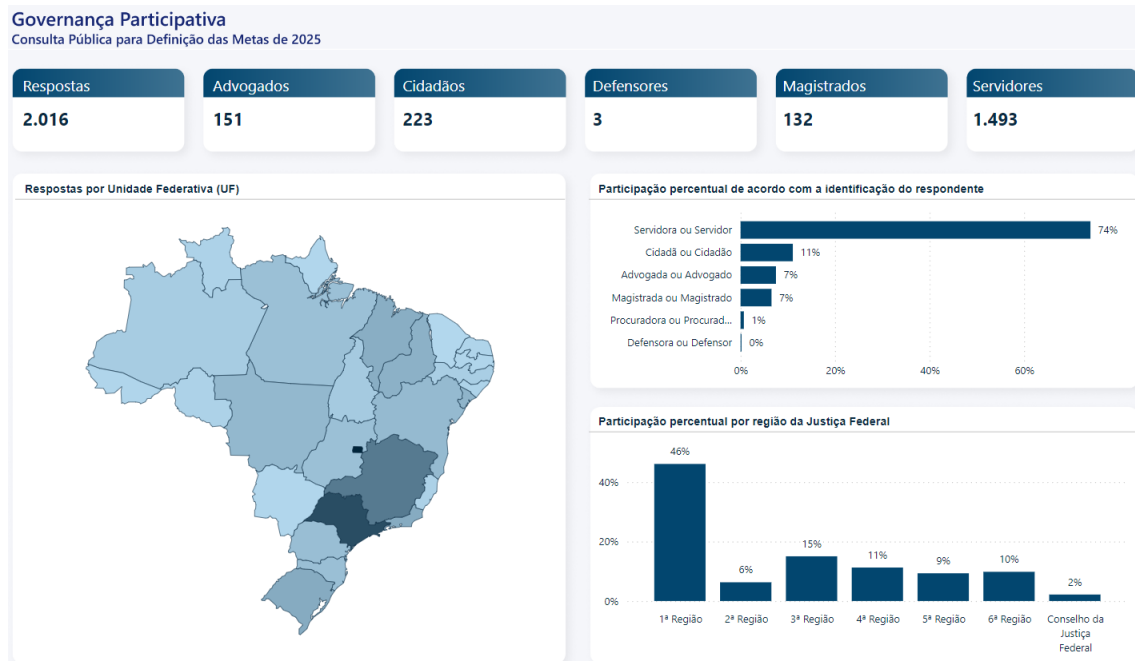 Governança Participativa
Consulta Pública para Definição das Metas de 2025
Respostas
2.016
Advogados
151
Cidadãos
223
Defensores
3
Magistrados
132
Servidores
1.493
Respostas por Unidade Federativa (UF)
Participação percentual de acordo com a identificação do respondente
Servidora ou Servidor
74%
Cidadã ou Cidadão
11%
Advogada ou Advogado
7%
Magistrada ou Magistrado
7%
Procuradora ou Procurad...
1%
Defensora ou Defensor
0%
0%
20%
40%
60%
Participação percentual por região da Justiça Federal
40%
20%
0%
46%
6%
15%
11%
9%
10%
2%
1ª Região
2ª Região
3ª Região
4ª Região
5ª Região
6ª Região
Conselho da
Justiça
Federal